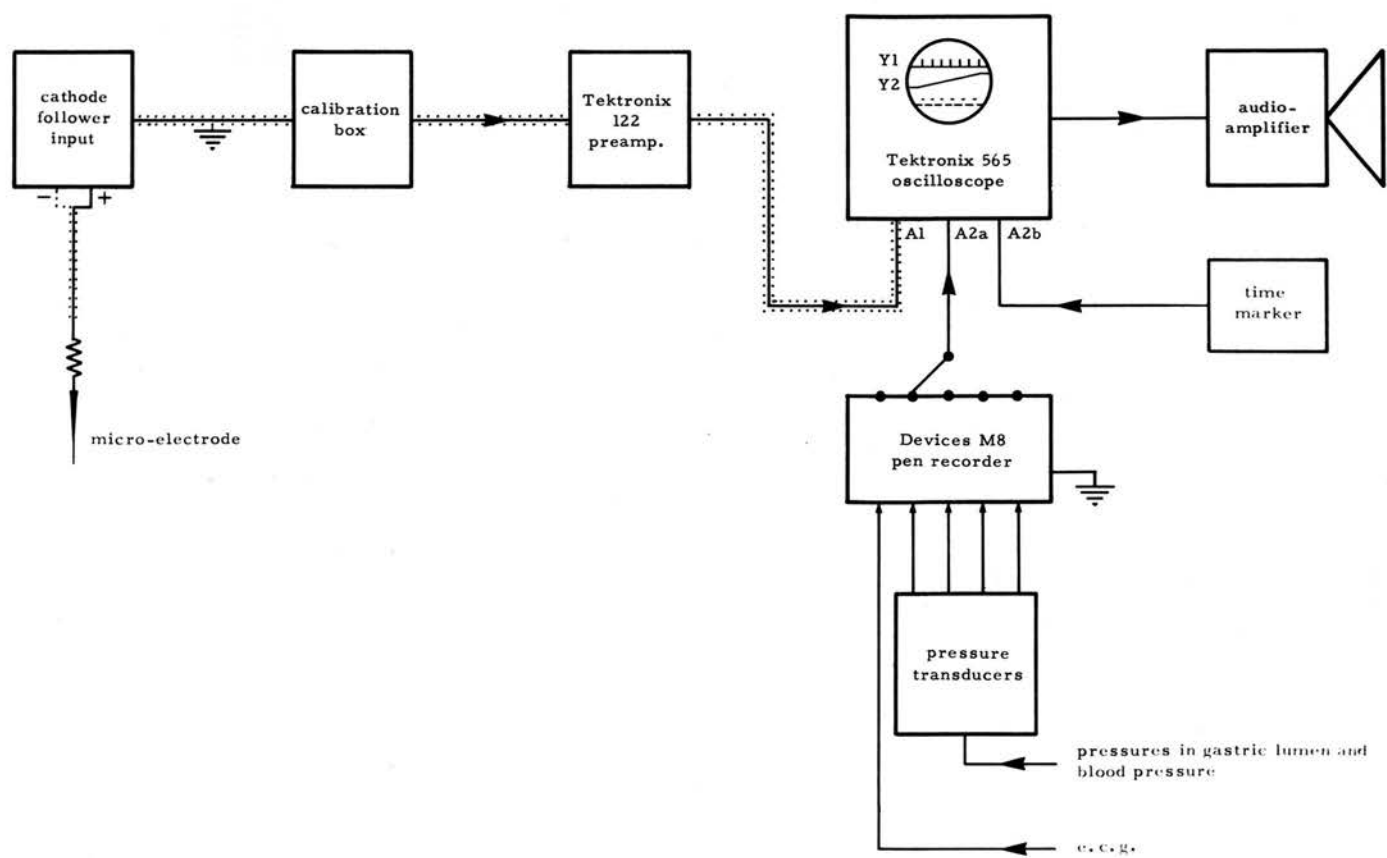 cathode
follower
input
- +
micro-electrode
calibration
box
Tektronix
122
preamp.
Y1
Y2
Tektronix 565
oscilloscope
A1 A2a A2b
audio-
amplifier
time
marker
Devices M8
pen recorder
pressure
transducers
pressures in gastric lumen and
blood pressure
e.c.g.